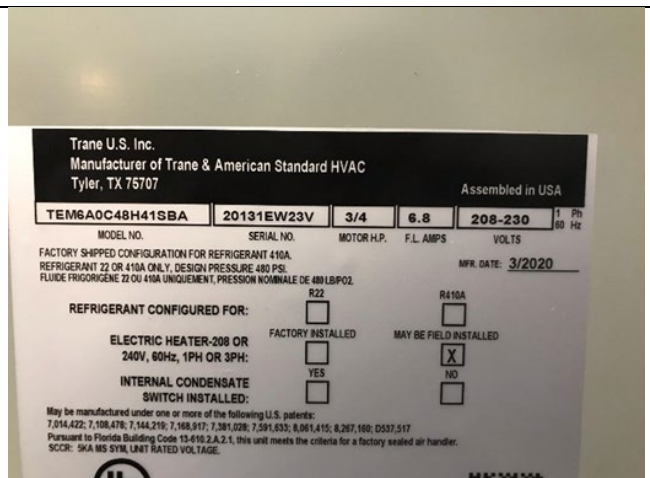 Trane U.S. Inc.
Manufacturer of Trane & American Standard HVAC
Tyler, TX 75707
Assembled in USA
TEM6A0C48H41SBA 20131EW23V 3/4 6.8 208-230 1 Ph
60 Hz
MODEL NO. SERIAL NO. MOTOR H.P. F.L. AMPS VOLTS
FACTORY SHIPPED CONFIGURATION FOR REFRIGERANT 410A.
REFRIGERANT 22 OR 410A ONLY, DESIGN PRESSURE 480 PSI.
FLUIDE FRIGORIGÈNE 22 OU 410A UNIQUEMENT, PRESSION NOMINALE DE 480 LB/PO2.
MFR. DATE: 3/2020
R22 R410A
REFRIGERANT CONFIGURED FOR:
FACTORY INSTALLED MAY BE FIELD INSTALLED
ELECTRIC HEATER-208 OR
240V, 60Hz, 1PH OR 3PH: X
YES NO
INTERNAL CONDENSATE
SWITCH INSTALLED:
May be manufactured under one or more of the following U.S. patents:
7,014,422; 7,108,478; 7,144,219; 7,168,917; 7,381,028; 7,591,633; 8,061,415; 8,267,160; D537,517
Pursuant to Florida Building Code 13-610.2.A.2.1, this unit meets the criteria for a factory sealed air handler.
SCCR: 5KA MS SYM, UNIT RATED VOLTAGE.